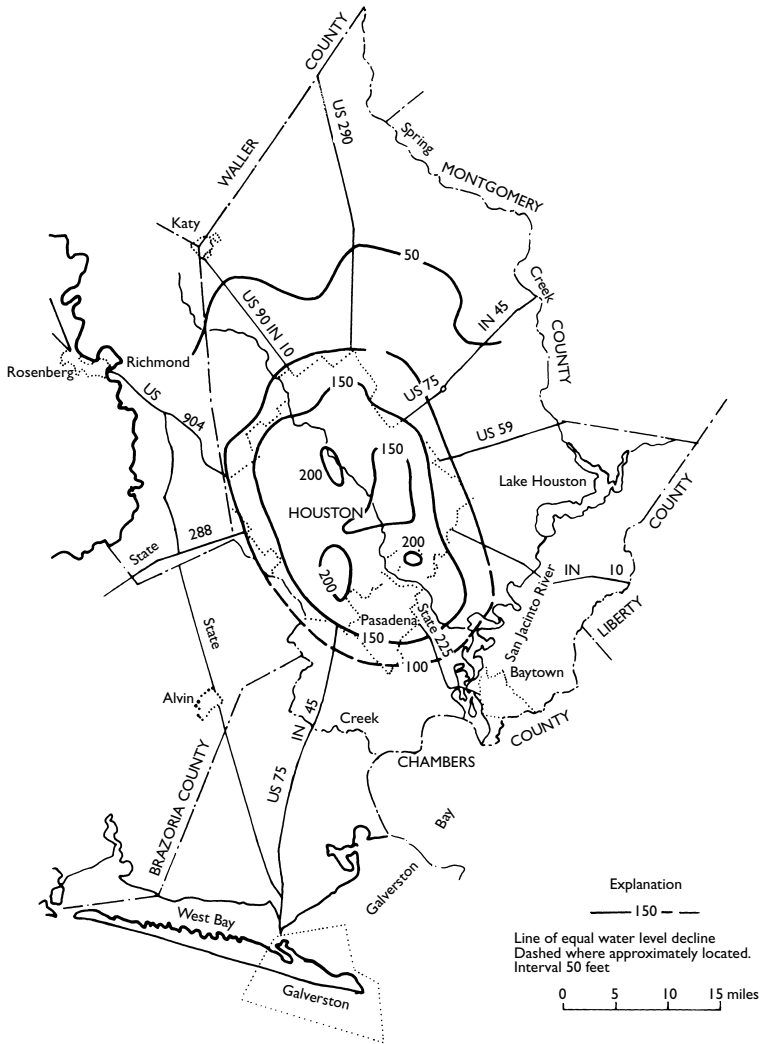 COUNTY
WALLER
US 290
Spring
MONTGOMERY
Katy
50
Creek
US 90 IN 10
IN 45
COUNTY
Rosenberg
Richmond
US
904
150
US 75
US 59
150
200
Lake Houston
COUNTY
HOUSTON
288
State
200
200
IN 10
San Jacinto River
LIBERTY
State
Pasadena
State 225
150
100
Baytown
Alvin
IN 45
Creek
COUNTY
CHAMBERS
BRAZORIA COUNTY
US 75
Bay
Galverston
West Bay
Galverston
Explanation
150
Line of equal water level decline
Dashed where approximately located.
Interval 50 feet
0 5 10 15 miles